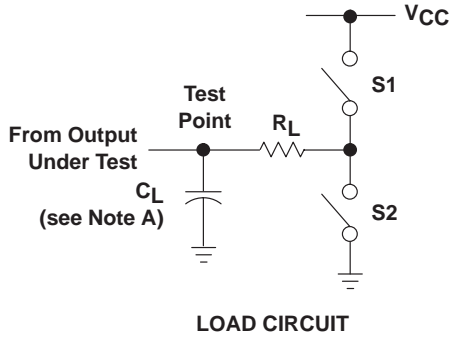 VCC
S1
Test
Point
RL
From Output
Under Test
CL
(see Note A)
S2
LOAD CIRCUIT